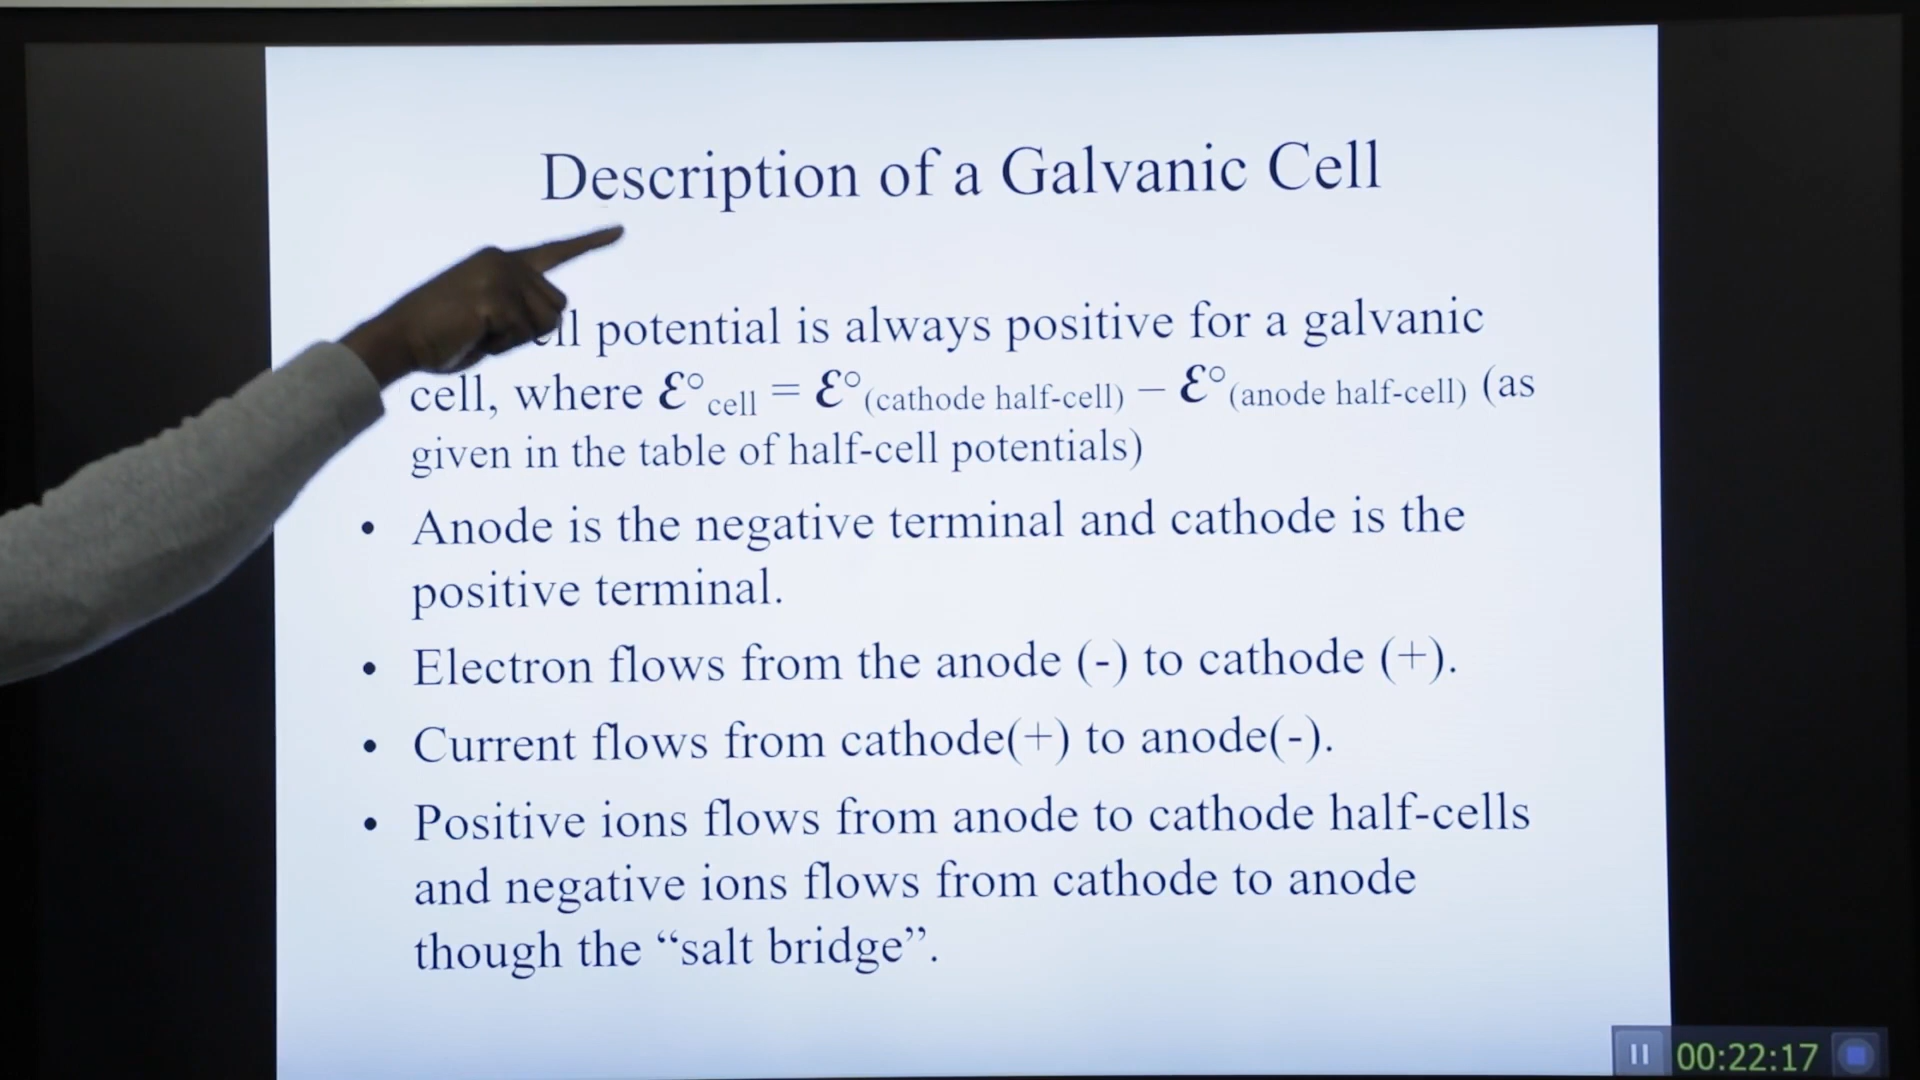 Description of a Galvanic Cell
potential is always positive for a galvanic
cell, where ℰ°cell = ℰ°(cathode half-cell) − ℰ°(anode half-cell) (as
given in the table of half-cell potentials)
• Anode is the negative terminal and cathode is the
positive terminal.
• Electron flows from the anode (-) to cathode (+).
• Current flows from cathode(+) to anode(-).
• Positive ions flows from anode to cathode half-cells
and negative ions flows from cathode to anode
though the “salt bridge”.
00:22:17